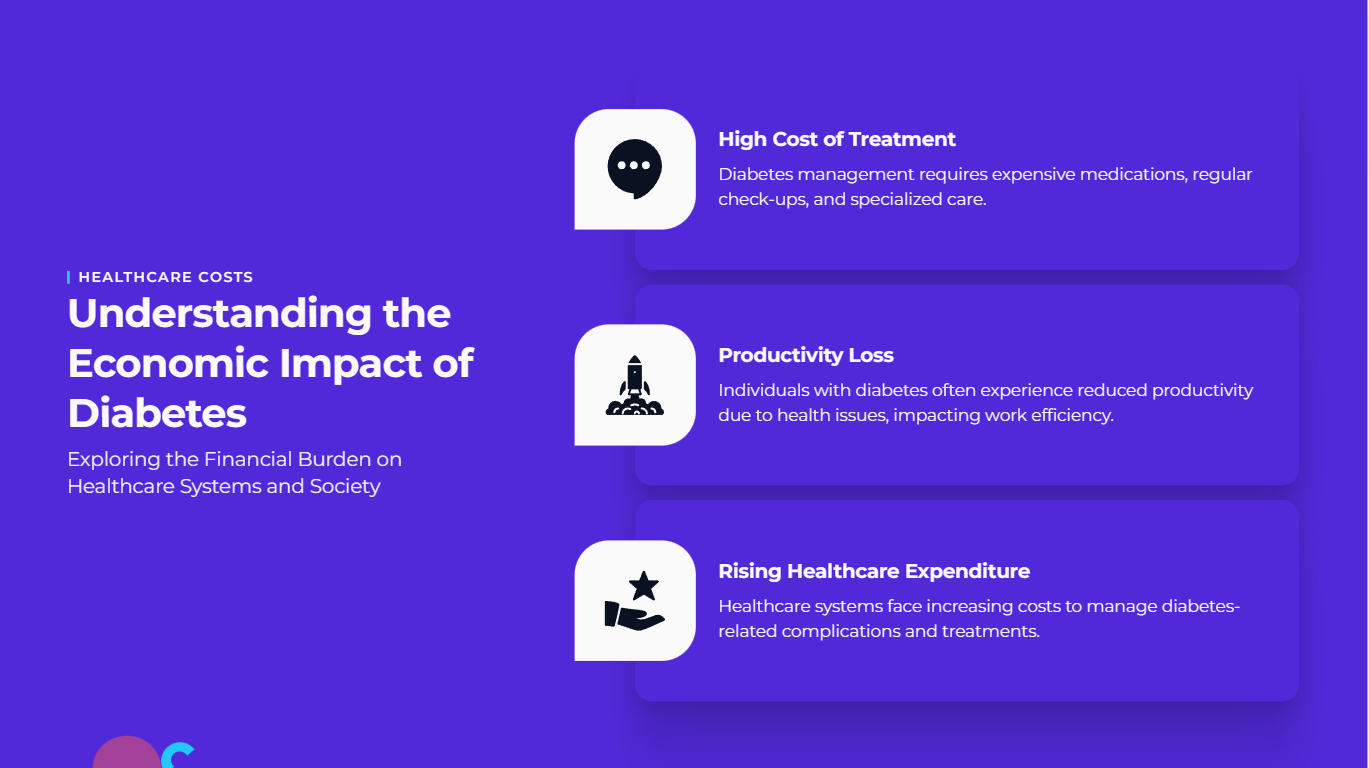 HEALTHCARE COSTS
Understanding the
Economic Impact of
Diabetes
Exploring the Financial Burden on
Healthcare Systems and Society
High Cost of Treatment
Diabetes management requires expensive medications, regular
check-ups, and specialized care.
Productivity Loss
Individuals with diabetes often experience reduced productivity
due to health issues, impacting work efficiency.
Rising Healthcare Expenditure
Healthcare systems face increasing costs to manage diabetes-
related complications and treatments.